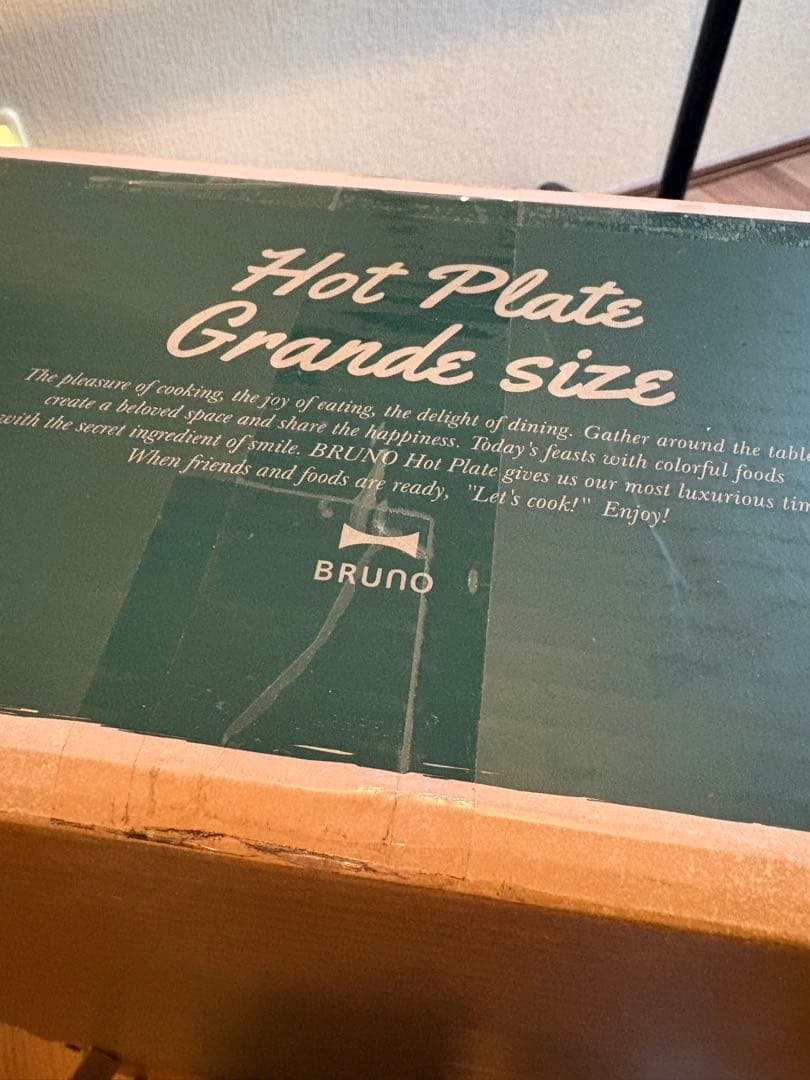 Hot Plate
Grande size
The pleasure of cooking, the joy of eating, the delight of dining. Gather around the table
create a beloved space and share the happiness. Today's feasts with colorful foods
with the secret ingredient of smile. BRUNO Hot Plate gives us our most luxurious
When friends and foods are ready, "Let's cook!" Enjoy!
BRUNO